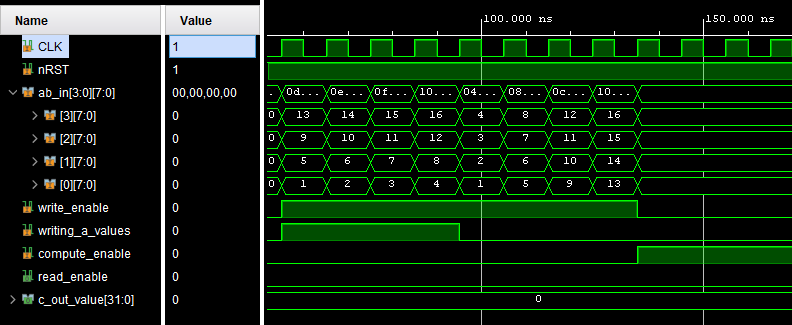 Name Value 100.000 ns 150.000 ns
CLK 1
nRST 1
ab_in[3:0][7:0] 00,00,00,00 . 0d... 0e... 0f... 10... 04... 08... 0c... 10...
[3][7:0] 0 0 13 14 15 16 4 8 12 16
[2][7:0] 0 0 9 10 11 12 3 7 11 15
[1][7:0] 0 0 5 6 7 8 2 6 10 14
[0][7:0] 0 0 1 2 3 4 1 5 9 13
write_enable 0
writing_a_values 0
compute_enable 0
read_enable 0
c_out_value[31:0] 0 0